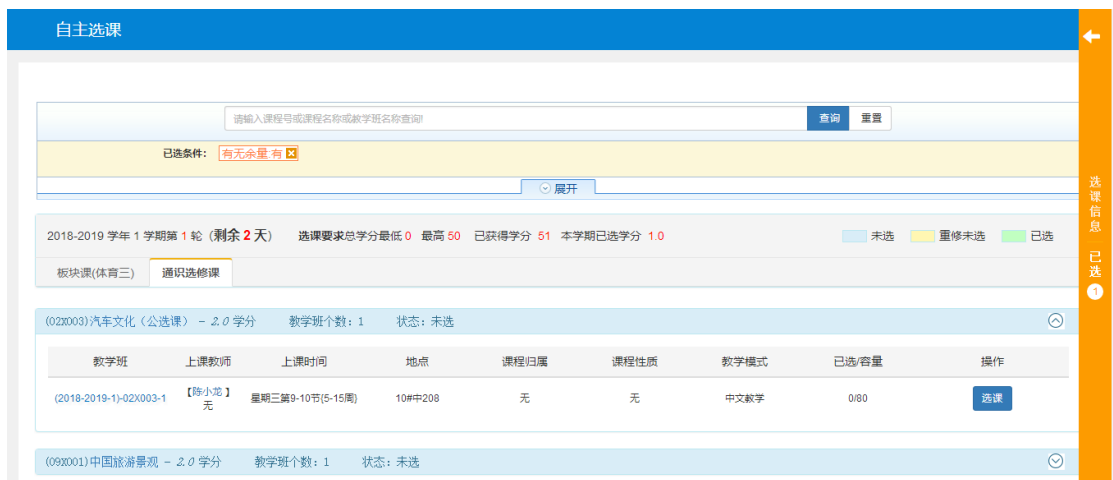 自主选课
请输入课程号或课程名称或教学班名称查询! 查询 重置
已选条件： 有无余量:有
展开
2018-2019 学年 1 学期第 1 轮（剩余 2 天） 选课要求总学分最低 0 最高 50 已获得学分 51 本学期已选学分 1.0 未选 重修未选 已选
板块课(体育三) 通识选修课
(02X003)汽车文化（公选课） - 2.0 学分 教学班个数：1 状态：未选
教学班 上课教师 上课时间 地点 课程归属 课程性质 教学模式 已选/容量 操作
(2018-2019-1)-02X003-1 【陈小龙】 星期三第9-10节{5-15周} 10#中208 无 无 中文教学 0/80 选课
无
(09X001)中国旅游景观 - 2.0 学分 教学班个数：1 状态：未选
选课信息 已选 1